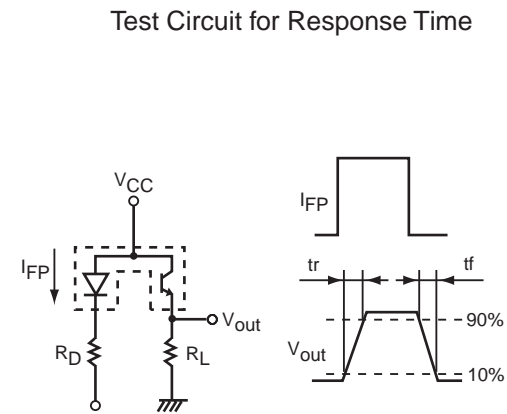 Test Circuit for Response Time
VCC
IFP
Vout
RD
RL
IFP
tr
tf
Vout
90%
10%